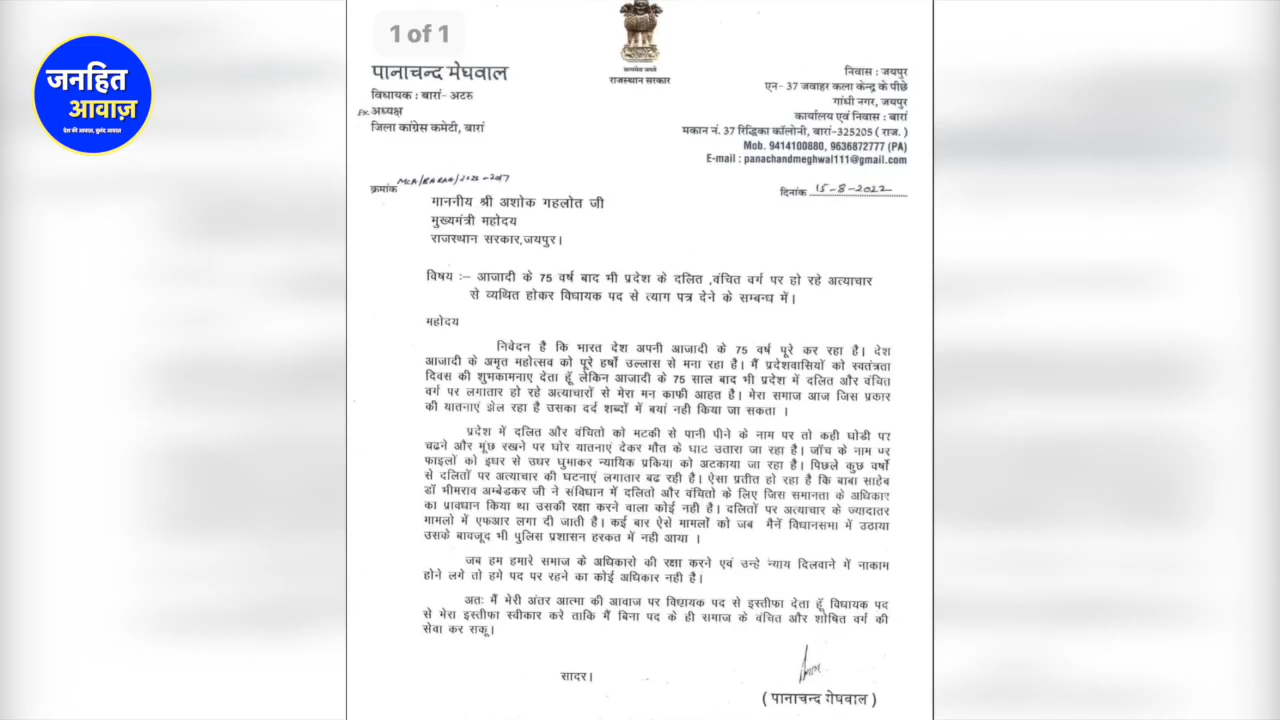 जनहित
आवाज़
देश की आवाज़, बुलंद आवाज़
1 of 1
सत्यमेव जयते
राजस्थान सरकार
पानाचन्द मेघवाल
विधायक : बारां- अटरु
Ex. अध्यक्ष
जिला कांग्रेस कमेटी, बारां
निवास : जयपुर
एन- 37 जवाहर कला केन्द्र के पीछे
गांधी नगर, जयपुर
कार्यालय एवं निवास : बारां
मकान नं. 37 रिद्धिका कॉलोनी, बारां-325205 ( राज. )
Mob. 9414100880, 9636872777 (PA)
E-mail : panachandmeghwal111@gmail.com
क्रमांक MLA/BARAN/2022-2017
दिनांक 15-8-2022
माननीय श्री अशोक गहलोत जी
मुख्यमंत्री महोदय
राजस्थान सरकार,जयपुर।
विषय :– आजादी के 75 वर्ष बाद भी प्रदेश के दलित ,वंचित वर्ग पर हो रहे अत्याचार
से व्यथित होकर विधायक पद से त्याग पत्र देने के सम्बन्ध में।
महोदय
निवेदन है कि भारत देश अपनी आजादी के 75 वर्ष पूरे कर रहा है। देश
आजादी के अमृत महोत्सव को पूरे हर्षो उल्लास से मना रहा है। मैं प्रदेशवासियों को स्वतंत्रता
दिवस की शुभकामनाए देता हूँ लेकिन आजादी के 75 साल बाद भी प्रदेश में दलित और वंचित
वर्ग पर लगातार हो रहे अत्याचारों से मेरा मन काफी आहत है। मेरा समाज आज जिस प्रकार
की यातनाएं झेल रहा है उसका दर्द शब्दों में बयां नही किया जा सकता ।
प्रदेश में दलित और वंचितो को मटकी से पानी पीने के नाम पर तो कही घोडी पर
चढने और मूंछ रखने पर घोर यातनाएं देकर मौत के घाट उतारा जा रहा है। जाँच के नाम पर
फाइलों को इधर से उधर घुमाकर न्यायिक प्रकिया को अटकाया जा रहा है। पिछले कुछ वर्षो
से दलितों पर अत्याचार की घटनाएं लगातार बढ रही है। ऐसा प्रतीत हो रहा है कि बाबा साहेब
डॉ भीमराव अम्बेडकर जी ने संविधान में दलितो और वंचितो के लिए जिस समानता के अधिकार
का प्रावधान किया था उसकी रक्षा करने वाला कोई नही है। दलितों पर अत्याचार के ज्यादातर
मामलो में एफआर लगा दी जाती है। कई बार ऐसे मामलों को जब मैनें विधानसभा में उठाया
उसके बावजूद भी पुलिस प्रशासन हरकत में नही आया ।
जब हम हमारे समाज के अधिकारो की रक्षा करने एवं उन्हे न्याय दिलवाने में नाकाम
होने लगे तो हमे पद पर रहने का कोई अधिकार नही है।
अतः मैं मेरी अंतर आत्मा की आवाज पर विधायक पद से इस्तीफा देता हूँ विधायक पद
से मेरा इस्तीफा स्वीकार करे ताकि मैं बिना पद के ही समाज के वंचित और शोषित वर्ग की
सेवा कर सकू।
सादर।
( पानाचन्द मेघवाल )